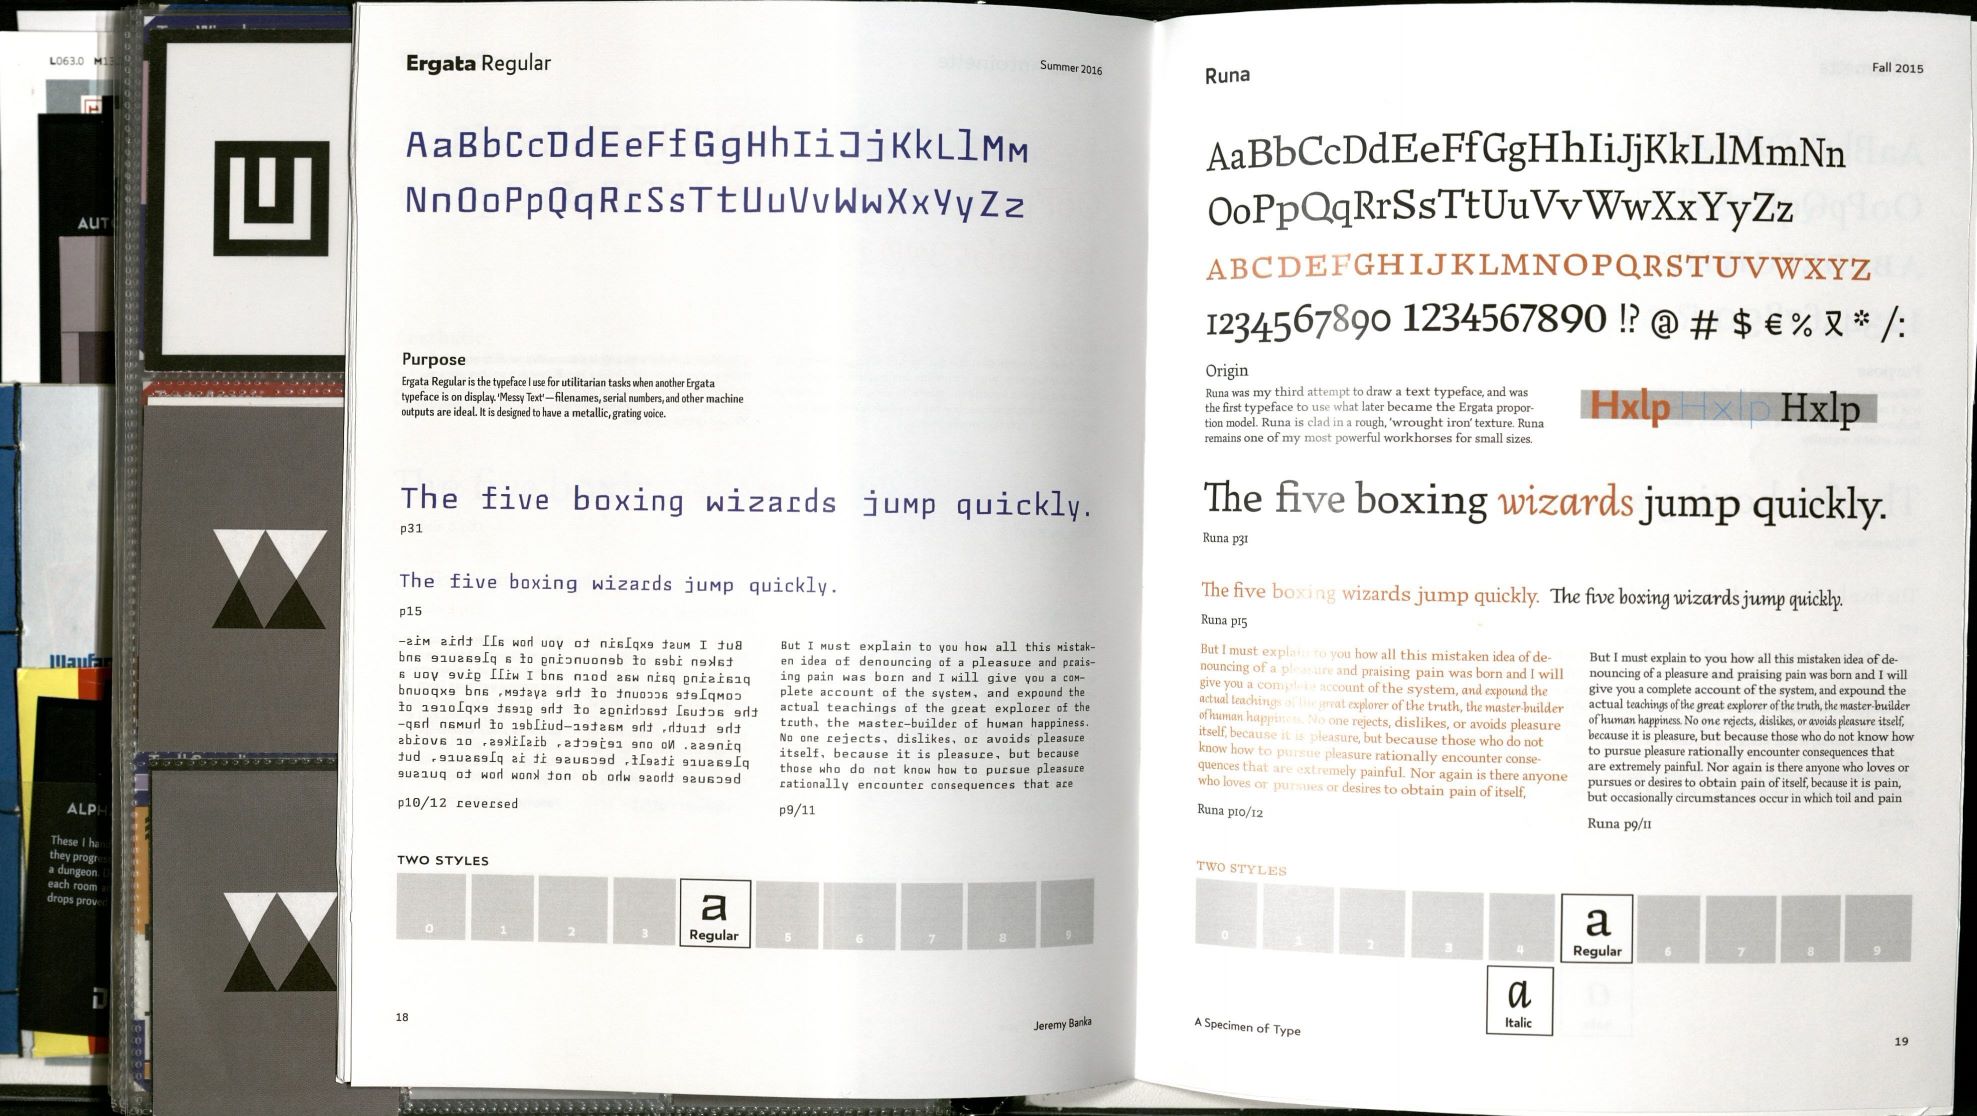 L063.0 M
AUTO
ALPH
These I ha
they progre
a dungeon.
each room
drops prove
Ergata Regular
Summer 2016
AaBbCcDdEeFfGgHhIiJjKkLlMm
NnOoPpQqRrSsTtUuVvWwXxYyZz
Purpose
Ergata Regular is the typeface I use for utilitarian tasks when another Ergata
typeface is on display. 'Messy Text'—filenames, serial numbers, and other machine
outputs are ideal. It is designed to have a metallic, grating voice.
The five boxing wizards jump quickly.
p31
The five boxing wizards jump quickly.
p15
But I must explain to you how all this mis-
taken idea of denouncing of a pleasure and
praising pain was born and I will give you a
complete account of the system, and expound
the actual teachings of the great explorer of
the truth, the master-builder of human hap-
piness. No one rejects, dislikes, or avoids
pleasure itself, because it is pleasure, but
because those who do not know how to pursue
p10/12 reversed
But I must explain to you how all this mistak-
en idea of denouncing of a pleasure and prais-
ing pain was born and I will give you a com-
plete account of the system, and expound the
actual teachings of the great explorer of the
truth, the master-builder of human happiness.
No one rejects, dislikes, or avoids pleasure
itself, because it is pleasure, but because
those who do not know how to pursue pleasure
rationally encounter consequences that are
p9/11
TWO STYLES
0 1 2 3 a Regular 5 6 7 8 9
18
Jeremy Banka
Runa
Fall 2015
AaBbCcDdEeFfGgHhIiJjKkLlMmNn
OoPpQqRrSsTtUuVvWwXxYyZz
ABCDEFGHIJKLMNOPQRSTUVWXYZ
1234567890 1234567890 !? @ # $ € % * /:
Origin
Runa was my third attempt to draw a text typeface, and was
the first typeface to use what later became the Ergata propor-
tion model. Runa is clad in a rough, 'wrought iron' texture. Runa
remains one of my most powerful workhorses for small sizes.
Hxlp Hxlp Hxlp
The five boxing wizards jump quickly.
Runa p31
The five boxing wizards jump quickly. The five boxing wizards jump quickly.
Runa p15
But I must explain to you how all this mistaken idea of de-
nouncing of a pleasure and praising pain was born and I will
give you a complete account of the system, and expound the
actual teachings of the great explorer of the truth, the master-builder
of human happiness. No one rejects, dislikes, or avoids pleasure
itself, because it is pleasure, but because those who do not
know how to pursue pleasure rationally encounter conse-
quences that are extremely painful. Nor again is there anyone
who loves or pursues or desires to obtain pain of itself,
Runa p10/12
But I must explain to you how all this mistaken idea of de-
nouncing of a pleasure and praising pain was born and I will
give you a complete account of the system, and expound the
actual teachings of the great explorer of the truth, the master-builder
of human happiness. No one rejects, dislikes, or avoids pleasure itself,
because it is pleasure, but because those who do not know how
to pursue pleasure rationally encounter consequences that
are extremely painful. Nor again is there anyone who loves or
pursues or desires to obtain pain of itself, because it is pain,
but occasionally circumstances occur in which toil and pain
Runa p9/11
TWO STYLES
0 1 2 3 4 a Regular 6 7 8 9
a Italic
A Specimen of Type
19